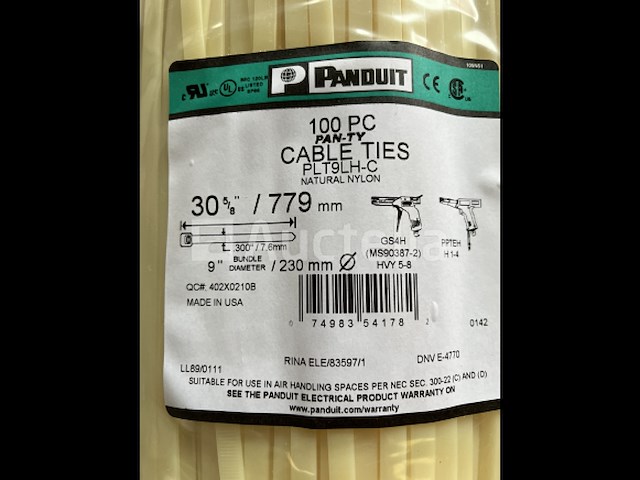 PANDUIT
100 PC
PAN-TY
CABLE TIES
PLT9LH-C
NATURAL NYLON
30 5/8" / 779 mm
.300" / 7.6mm
9" BUNDLE DIAMETER / 230 mm Ø
GS4H
(MS90387-2)
HVY 5-8
PPTEH
H 1-4
QC#: 402X0210B
MADE IN USA
0 74983 54178 2
0142
LL89/0111
RINA ELE/83597/1
DNV E-4770
SUITABLE FOR USE IN AIR HANDLING SPACES PER NEC SEC. 300-22 (C) AND (D)
SEE THE PANDUIT ELECTRICAL PRODUCT WARRANTY ON
www.panduit.com/warranty